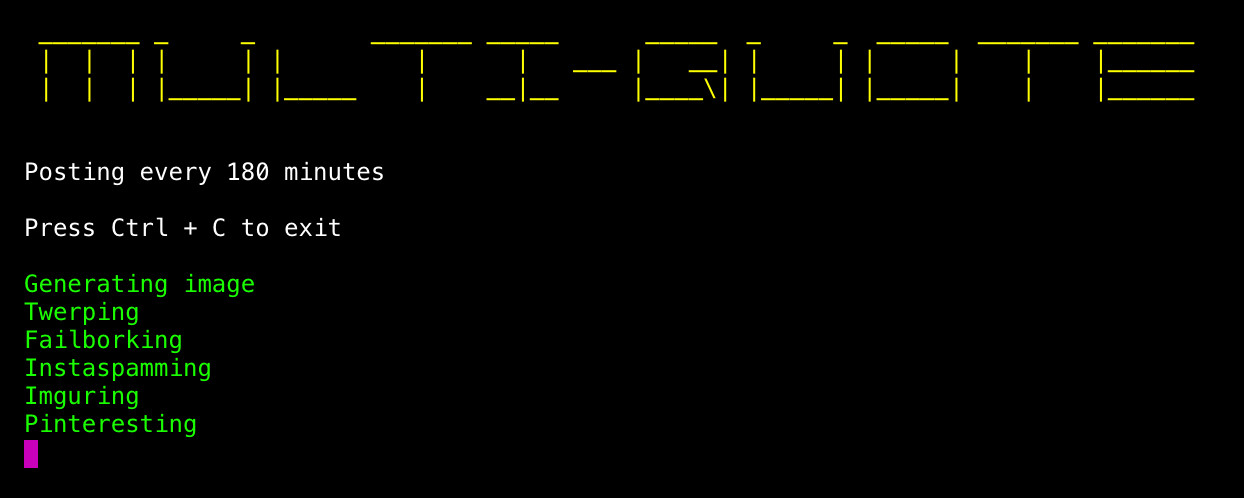 MULTI-QUOTE
Posting every 180 minutes
Press Ctrl + C to exit
Generating image
Twerping
Failborking
Instaspamming
Imguring
Pinteresting